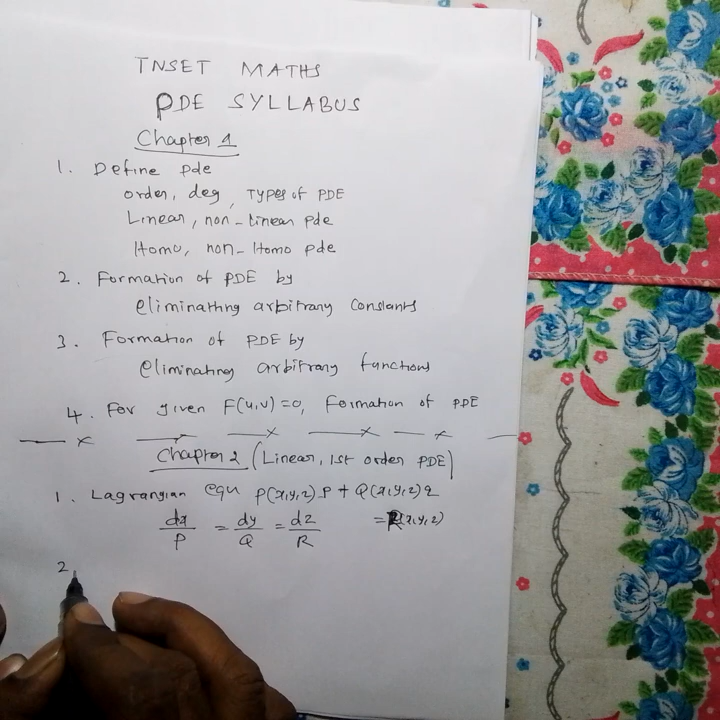 TNSET MATHS
PDE SYLLABUS
Chapter 1
1. Define pde
order, deg, Types of PDE
Linear, non-linear pde
Homo, non-Homo pde
2. Formation of PDE by
eliminating arbitrary constants
3. Formation of PDE by
eliminating arbitrary functions
4. For given F(u,v)=0, Formation of PDE
Chapter 2 (Linear, 1st order PDE)
1. Lagrangian equ P(x,y,z)p + Q(x,y,z)q
dx/P = dy/Q = dz/R =R(x,y,z)
2.